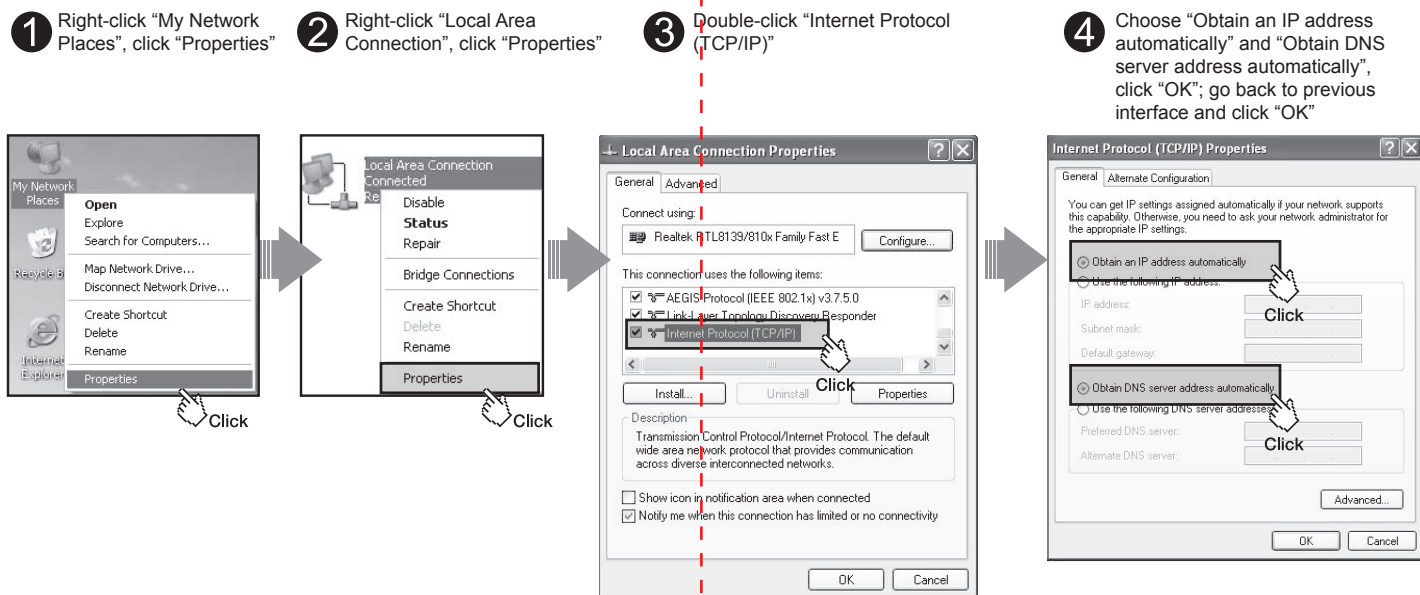 1 Right-click “My Network
Places”, click “Properties”
2 Right-click “Local Area
Connection”, click “Properties”
3 Double-click “Internet Protocol
(TCP/IP)”
4 Choose “Obtain an IP address
automatically” and “Obtain DNS
server address automatically”,
click “OK”; go back to previous
interface and click “OK”
My Network
Places
Recycle B
Internet
Explorer
Open
Explore
Search for Computers...
Map Network Drive...
Disconnect Network Drive...
Create Shortcut
Delete
Rename
Properties
Click
Local Area Connection
Connected
Re
Disable
Status
Repair
Bridge Connections
Create Shortcut
Delete
Rename
Properties
Click
Local Area Connection Properties
General Advanced
Connect using:
Realtek RTL8139/810x Family Fast E Configure...
This connection uses the following items:
AEGIS Protocol (IEEE 802.1x) v3.7.5.0
Link-Layer Topology Discovery Responder
Internet Protocol (TCP/IP)
Click
Install... Uninstall Properties
Description
Transmission Control Protocol/Internet Protocol. The default
wide area network protocol that provides communication
across diverse interconnected networks.
Show icon in notification area when connected
Notify me when this connection has limited or no connectivity
OK Cancel
Internet Protocol (TCP/IP) Properties
General Alternate Configuration
You can get IP settings assigned automatically if your network supports
this capability. Otherwise, you need to ask your network administrator for
the appropriate IP settings.
Obtain an IP address automatically
Use the following IP address:
IP address:
Click
Subnet mask:
Default gateway:
Obtain DNS server address automatically
Use the following DNS server addresses:
Preferred DNS server:
Click
Alternate DNS server:
Advanced...
OK Cancel